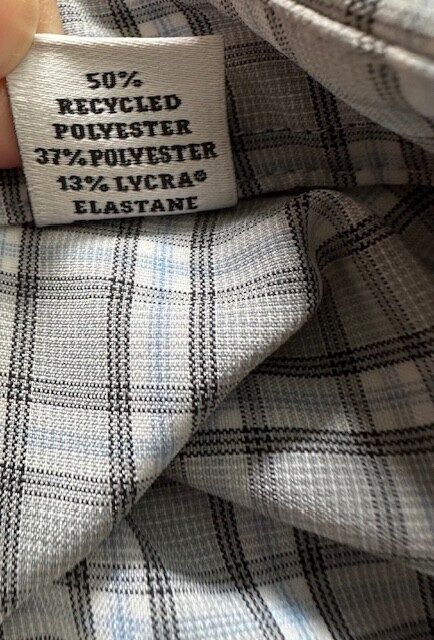 50%
RECYCLED
POLYESTER
37% POLYESTER
13% LYCRA®
ELASTANE